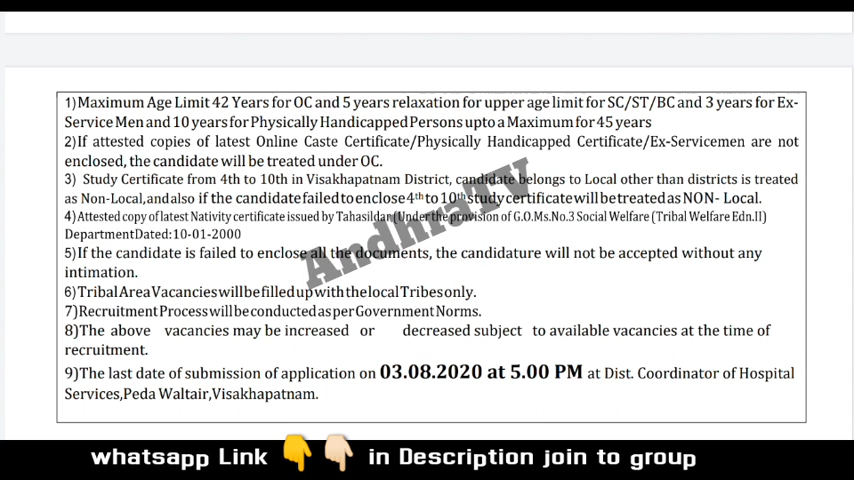 1)Maximum Age Limit 42 Years for OC and 5 years relaxation for upper age limit for SC/ST/BC and 3 years for Ex-
Service Men and 10 years for Physically Handicapped Persons upto a Maximum for 45 years
2)If attested copies of latest Online Caste Certificate/Physically Handicapped Certificate/Ex-Servicemen are not
enclosed, the candidate will be treated under OC.
3) Study Certificate from 4th to 10th in Visakhapatnam District, candidate belongs to Local other than districts is treated
as Non-Local,and also if the candidate failed to enclose 4th to 10th study certificate will be treated as NON- Local.
4)Attested copy of latest Nativity certificate issued by Tahasildar (Under the provision of G.O.Ms.No.3 Social Welfare (Tribal Welfare Edn.II)
Department Dated:10-01-2000
5)If the candidate is failed to enclose all the documents, the candidature will not be accepted without any
intimation.
6)Tribal Area Vacancies will be filled up with the local Tribes only.
7)Recruitment Process will be conducted as per Government Norms.
8)The above vacancies may be increased or decreased subject to available vacancies at the time of
recruitment.
9)The last date of submission of application on 03.08.2020 at 5.00 PM at Dist. Coordinator of Hospital
Services,Peda Waltair,Visakhapatnam.
AndhraTV
whatsapp Link 👇 👇🏻 in Description join to group